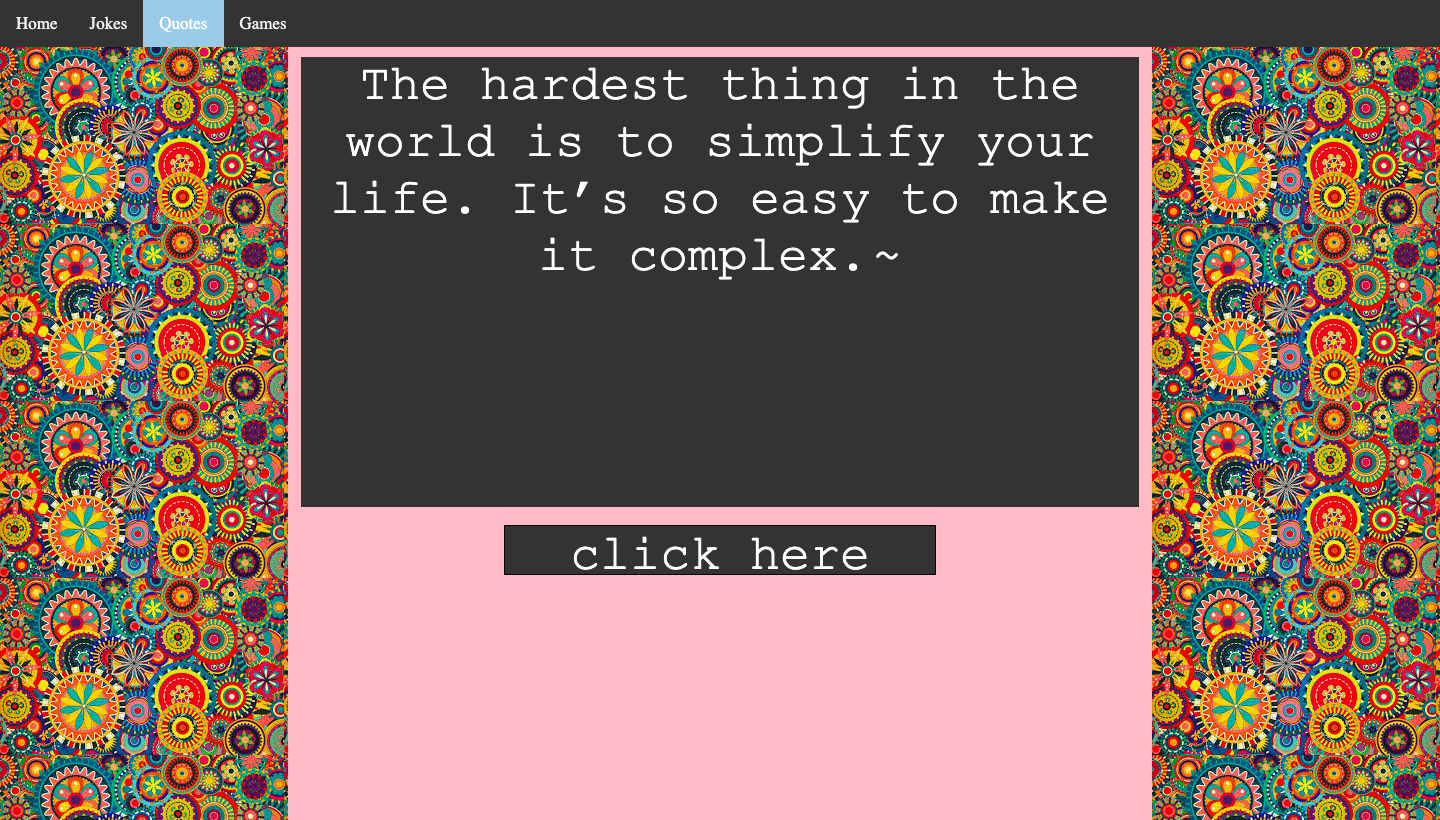 Home Jokes Quotes Games
The hardest thing in the
world is to simplify your
life. It’s so easy to make
it complex.~
click here